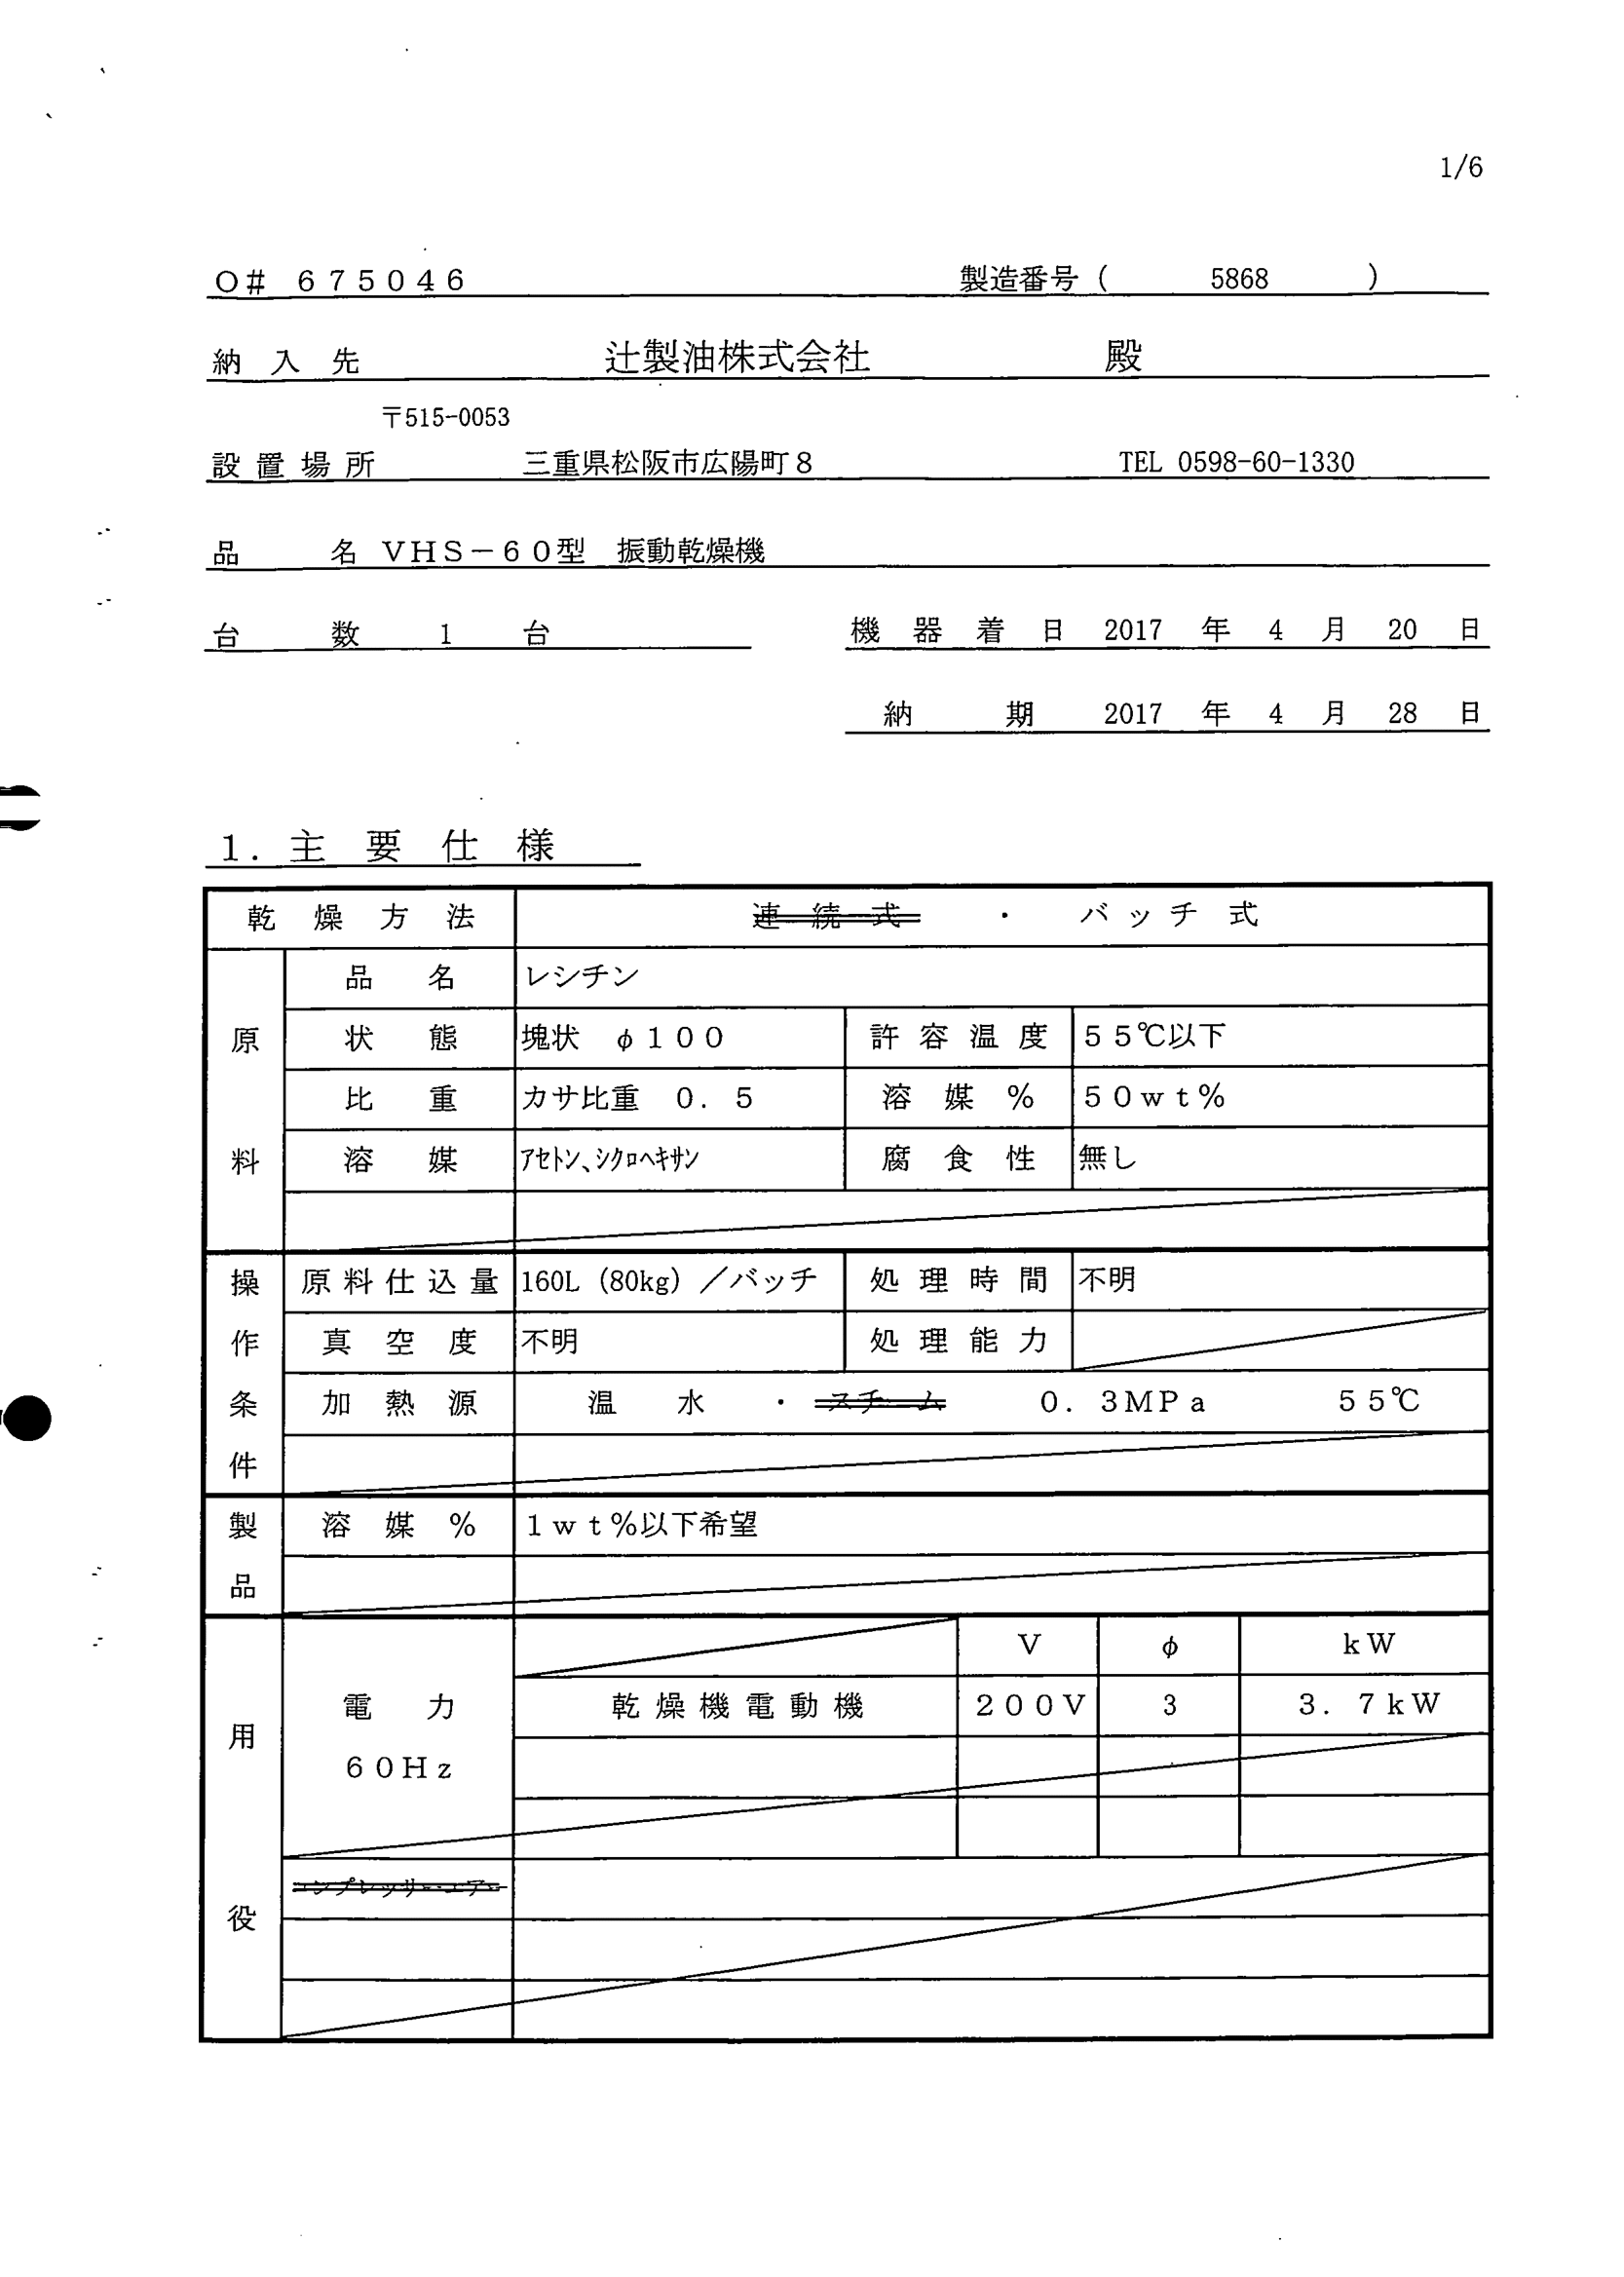 1/6
O# 675046 製造番号 ( 5868 )
納入先 辻製油株式会社 殿
〒515-0053
設置場所 三重県松阪市広陽町8 TEL 0598-60-1330
品名 VHS-60型 振動乾燥機
台数 1 台 機器着日 2017 年 4 月 20 日
納期 2017 年 4 月 28 日
1. 主要仕様
乾燥方法 連続式 ・ バッチ式
原料
品名 レシチン
状態 塊状 φ100 許容温度 55℃以下
比重 カサ比重 0.5 溶媒% 50wt%
溶媒 アセトン、シクロヘキサン 腐食性 無し
操作条件
原料仕込量 160L (80kg) /バッチ 処理時間 不明
真空度 不明 処理能力
加熱源 温水 ・ スチーム 0.3MPa 55℃
製品
溶媒% 1wt%以下希望
用役
V φ kW
電力 乾燥機電動機 200V 3 3.7kW
60Hz
コンプレッサーエアー